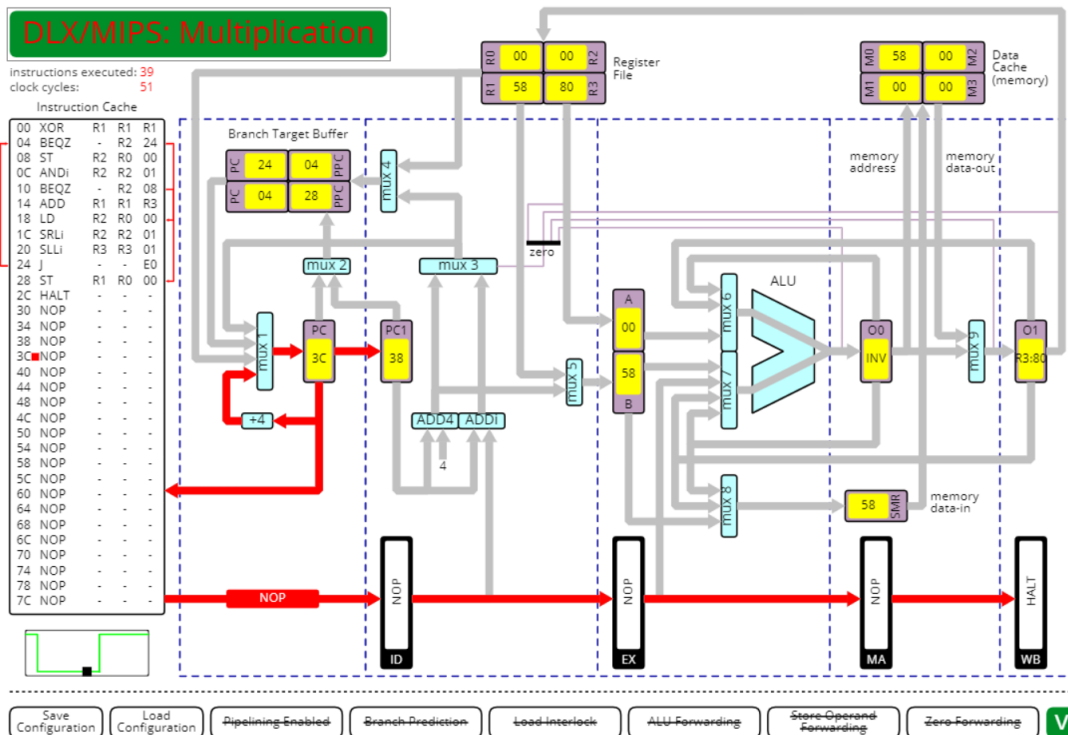 DLX/MIPS: Multiplication
instructions executed: 39
clock cycles: 51
Instruction Cache
00 XOR R1 R1 R1
04 BEQZ - R2 24
08 ST R2 R0 00
0C ANDi R2 R2 01
10 BEQZ - R2 08
14 ADD R1 R1 R3
18 LD R2 R0 00
1C SRLi R2 R2 01
20 SLLi R3 R3 01
24 J - - E0
28 ST R1 R0 00
2C HALT - - -
30 NOP - - -
34 NOP - - -
38 NOP - - -
3C NOP - - -
40 NOP - - -
44 NOP - - -
48 NOP - - -
4C NOP - - -
50 NOP - - -
54 NOP - - -
58 NOP - - -
5C NOP - - -
60 NOP - - -
64 NOP - - -
68 NOP - - -
6C NOP - - -
70 NOP - - -
74 NOP - - -
78 NOP - - -
7C NOP - - -
R0 00 00 R2
R1 58 80 R3
Register
File
M0 58 00 M2
M1 00 00 M3
Data
Cache
(memory)
Branch Target Buffer
PC 24 04 PPC
PC 04 28 PPC
mux 4
memory
address
memory
data-out
zero
mux 2
mux 3
mux 1
PC
3C
PC1
38
+4
ADD4
ADDi
4
mux 5
A
00
58
B
mux 6
mux 7
ALU
mux 8
O0
INV
mux 9
O1
R3:80
58 SMR
memory
data-in
NOP
NOP
ID
NOP
EX
NOP
MA
HALT
WB
Save
Configuration
Load
Configuration
Pipelining Enabled
Branch Prediction
Load Interlock
ALU Forwarding
Store Operand
Forwarding
Zero Forwarding
V